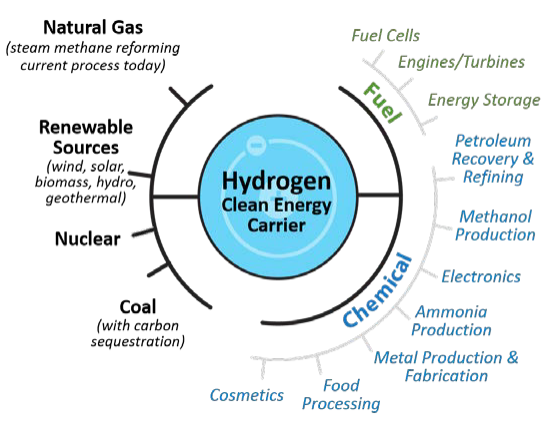 Natural Gas
(steam methane reforming
current process today)
Renewable
Sources
(wind, solar,
biomass, hydro,
geothermal)
Nuclear
Coal
(with carbon
sequestration)
Hydrogen
Clean Energy
Carrier
Fuel
Fuel Cells
Engines/Turbines
Energy Storage
Chemical
Petroleum
Recovery &
Refining
Methanol
Production
Electronics
Ammonia
Production
Metal Production &
Fabrication
Food
Processing
Cosmetics